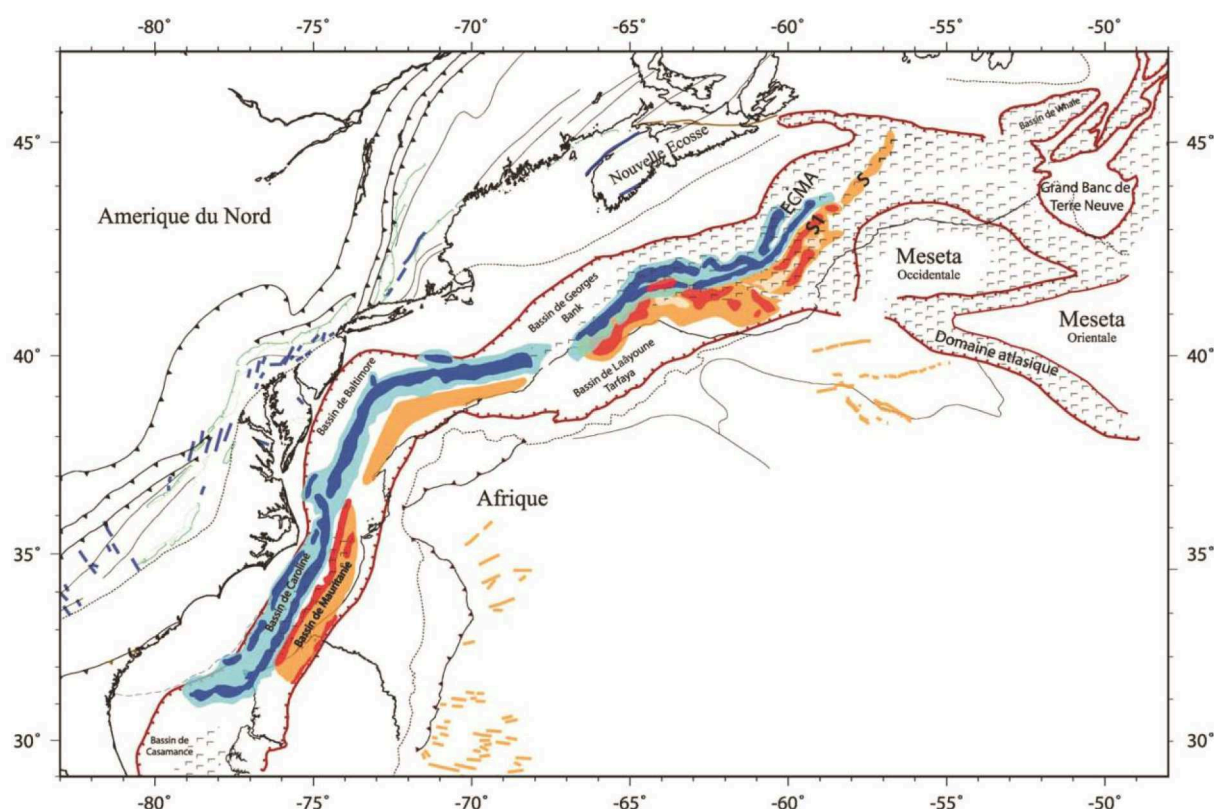 -80° -75° -70° -65° -60° -55° -50°
45° 45°
Bassin de Whale
Nouvelle Ecosse
Grand Banc de
Terre Neuve
Amerique du Nord
ECMA
S
S1
Meseta
Occidentale
Bassin de Georges
Bank
Meseta
Orientale
40° 40°
Domaine atlasique
Bassin de Baltimore
Bassin de Laâyoune
Tarfaya
Afrique
35° 35°
Bassin de Caroline
Bassin de Mauritanie
30° 30°
Bassin de
Casamance
-80° -75° -70° -65° -60° -55° -50°